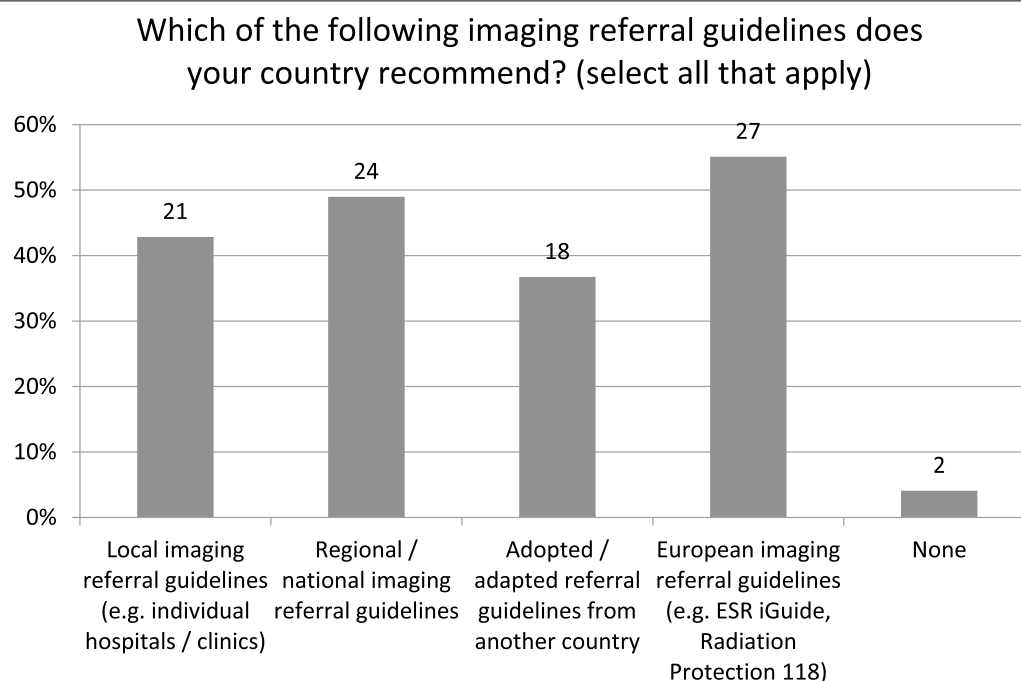 Which of the following imaging referral guidelines does
your country recommend? (select all that apply)
60%
50%
40%
30%
20%
10%
0%
21
24
18
27
2
Local imaging
referral guidelines
(e.g. individual
hospitals / clinics)
Regional /
national imaging
referral guidelines
Adopted /
adapted referral
guidelines from
another country
European imaging
referral guidelines
(e.g. ESR iGuide,
Radiation
Protection 118)
None